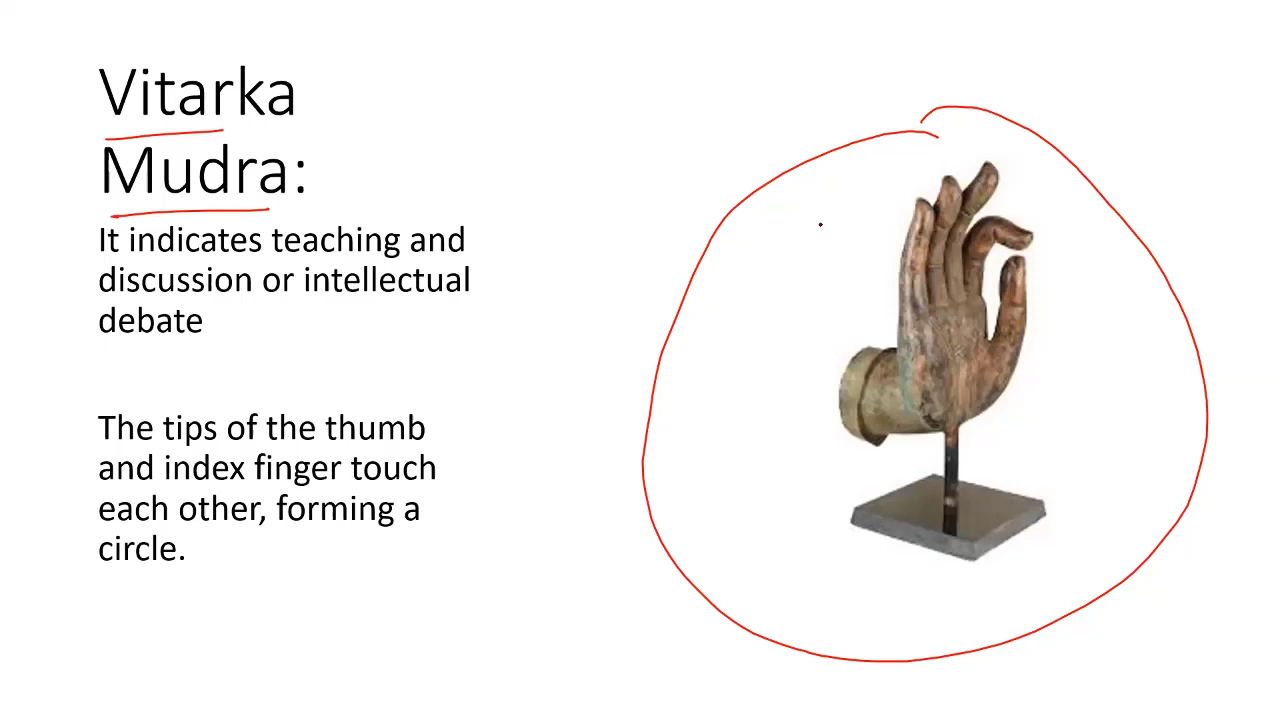 Vitarka
Mudra:
It indicates teaching and
discussion or intellectual
debate
The tips of the thumb
and index finger touch
each other, forming a
circle.